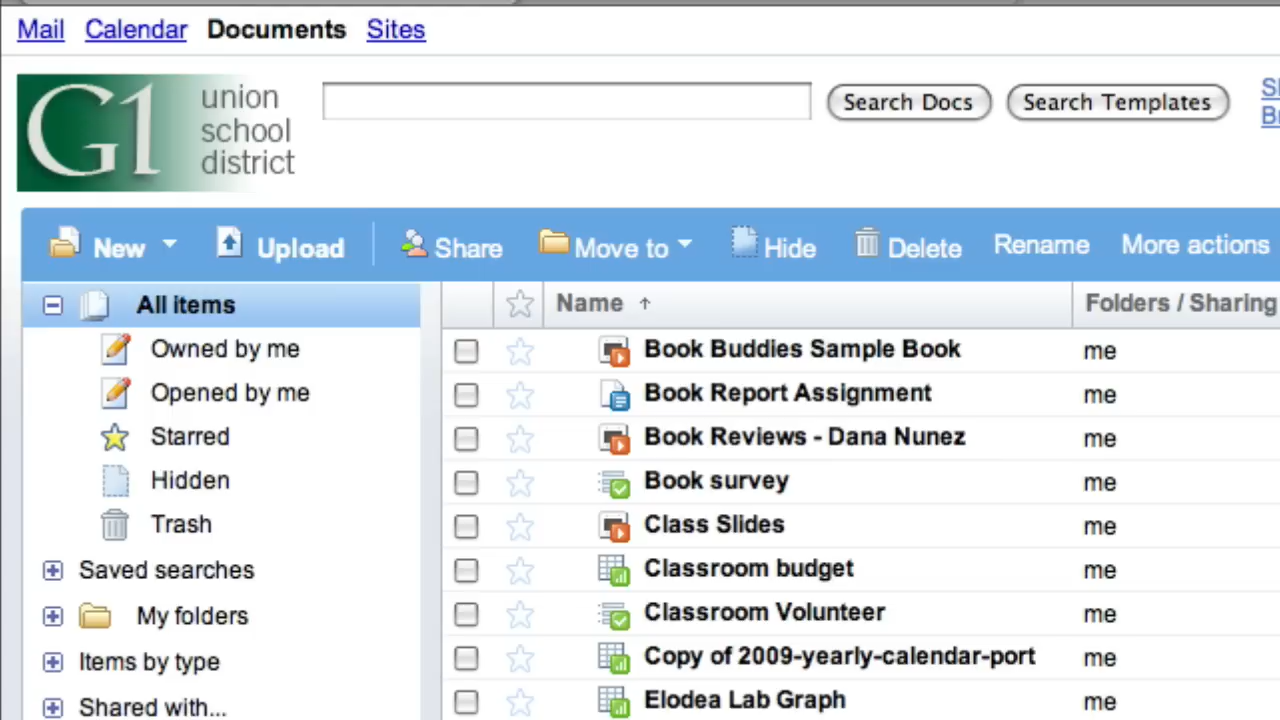 Mail Calendar Documents Sites
G1 union school district
Search Docs Search Templates
New Upload Share Move to Hide Delete Rename More actions
All items
Owned by me
Opened by me
Starred
Hidden
Trash
Saved searches
My folders
Items by type
Shared with...
Name ↑ Folders / Sharing
Book Buddies Sample Book me
Book Report Assignment me
Book Reviews - Dana Nunez me
Book survey me
Class Slides me
Classroom budget me
Classroom Volunteer me
Copy of 2009-yearly-calendar-port me
Elodea Lab Graph me